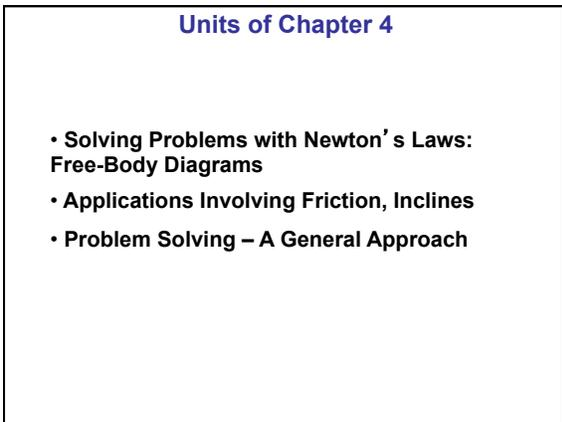 Units of Chapter 4
• Solving Problems with Newton’s Laws:
Free-Body Diagrams
• Applications Involving Friction, Inclines
• Problem Solving – A General Approach